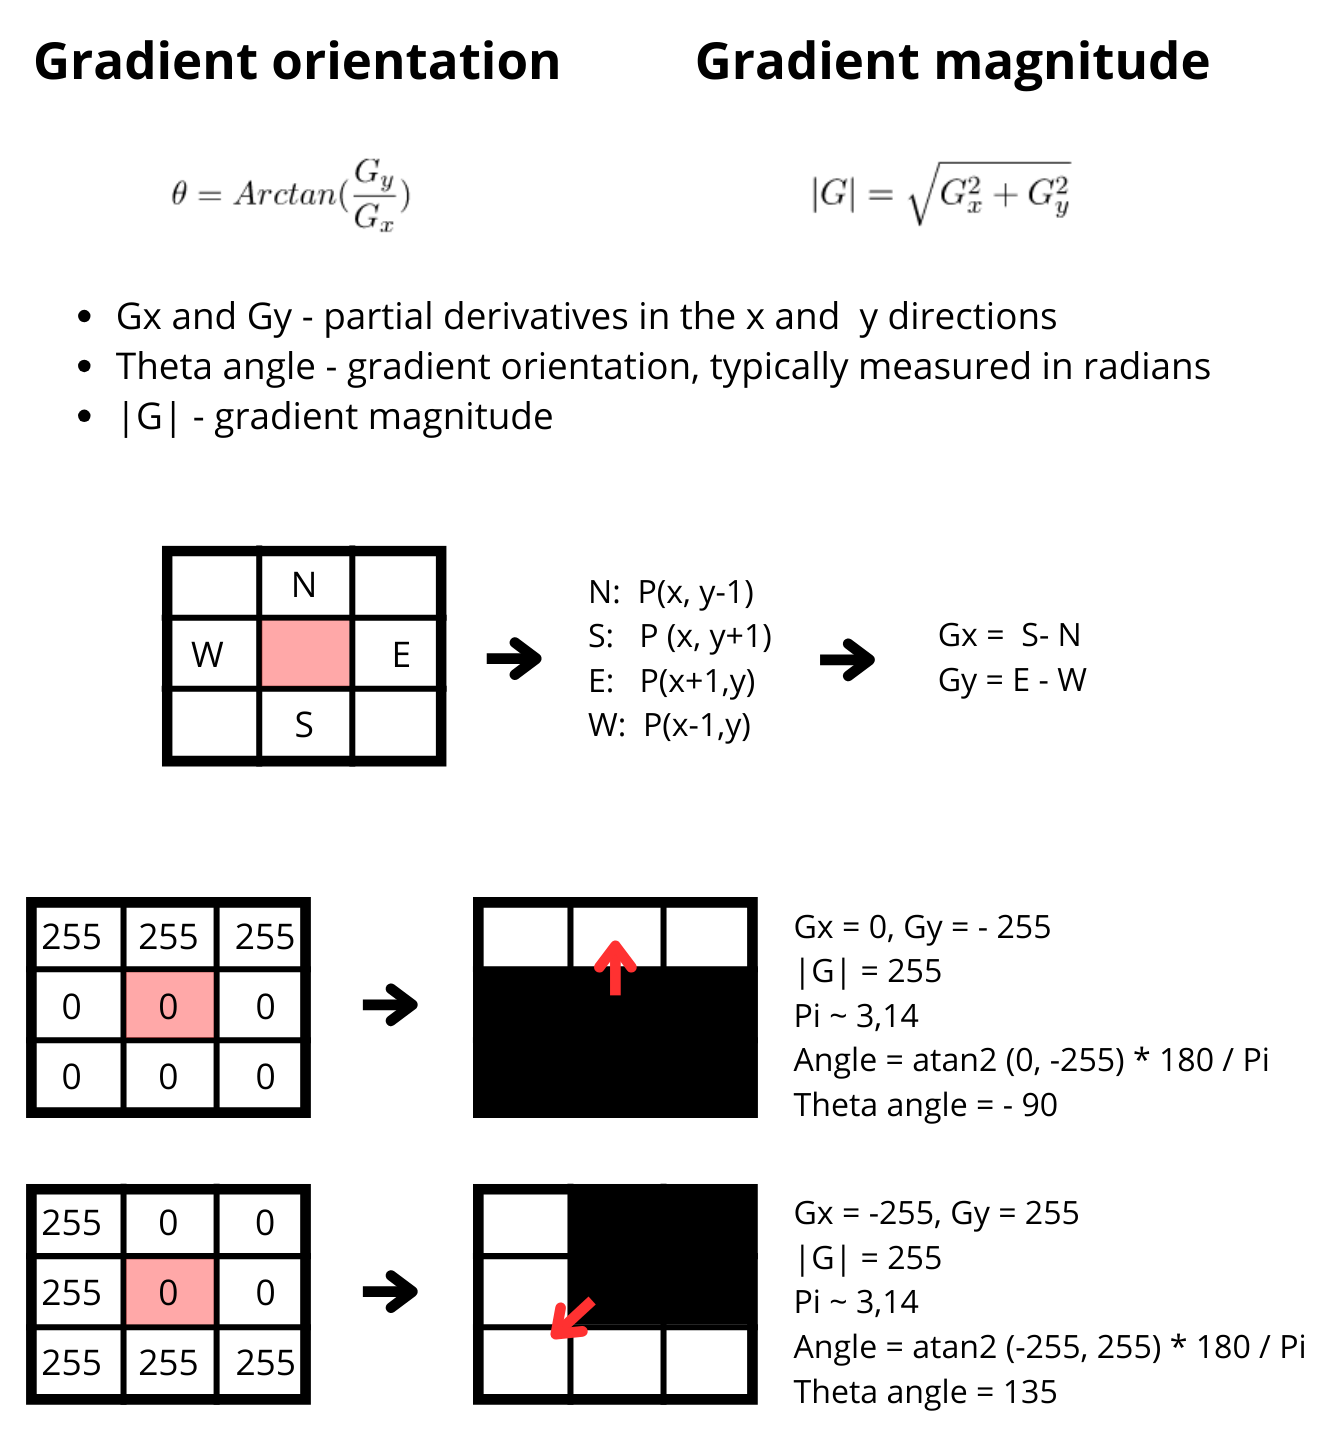 Gradient orientation
Gradient magnitude
θ = Arctan(G_y/G_x)
|G| = √(G_x^2 + G_y^2)
• Gx and Gy - partial derivatives in the x and  y directions
• Theta angle - gradient orientation, typically measured in radians
• |G| - gradient magnitude
N
W E
S
N:  P(x, y-1)
S:  P (x, y+1)
E:  P(x+1,y)
W:  P(x-1,y)
Gx =  S- N
Gy = E - W
255 255 255
0 0 0
0 0 0
Gx = 0, Gy = - 255
|G| = 255
Pi ~ 3,14
Angle = atan2 (0, -255) * 180 / Pi
Theta angle = - 90
255 0 0
255 0 0
255 255 255
Gx = -255, Gy = 255
|G| = 255
Pi ~ 3,14
Angle = atan2 (-255, 255) * 180 / Pi
Theta angle = 135